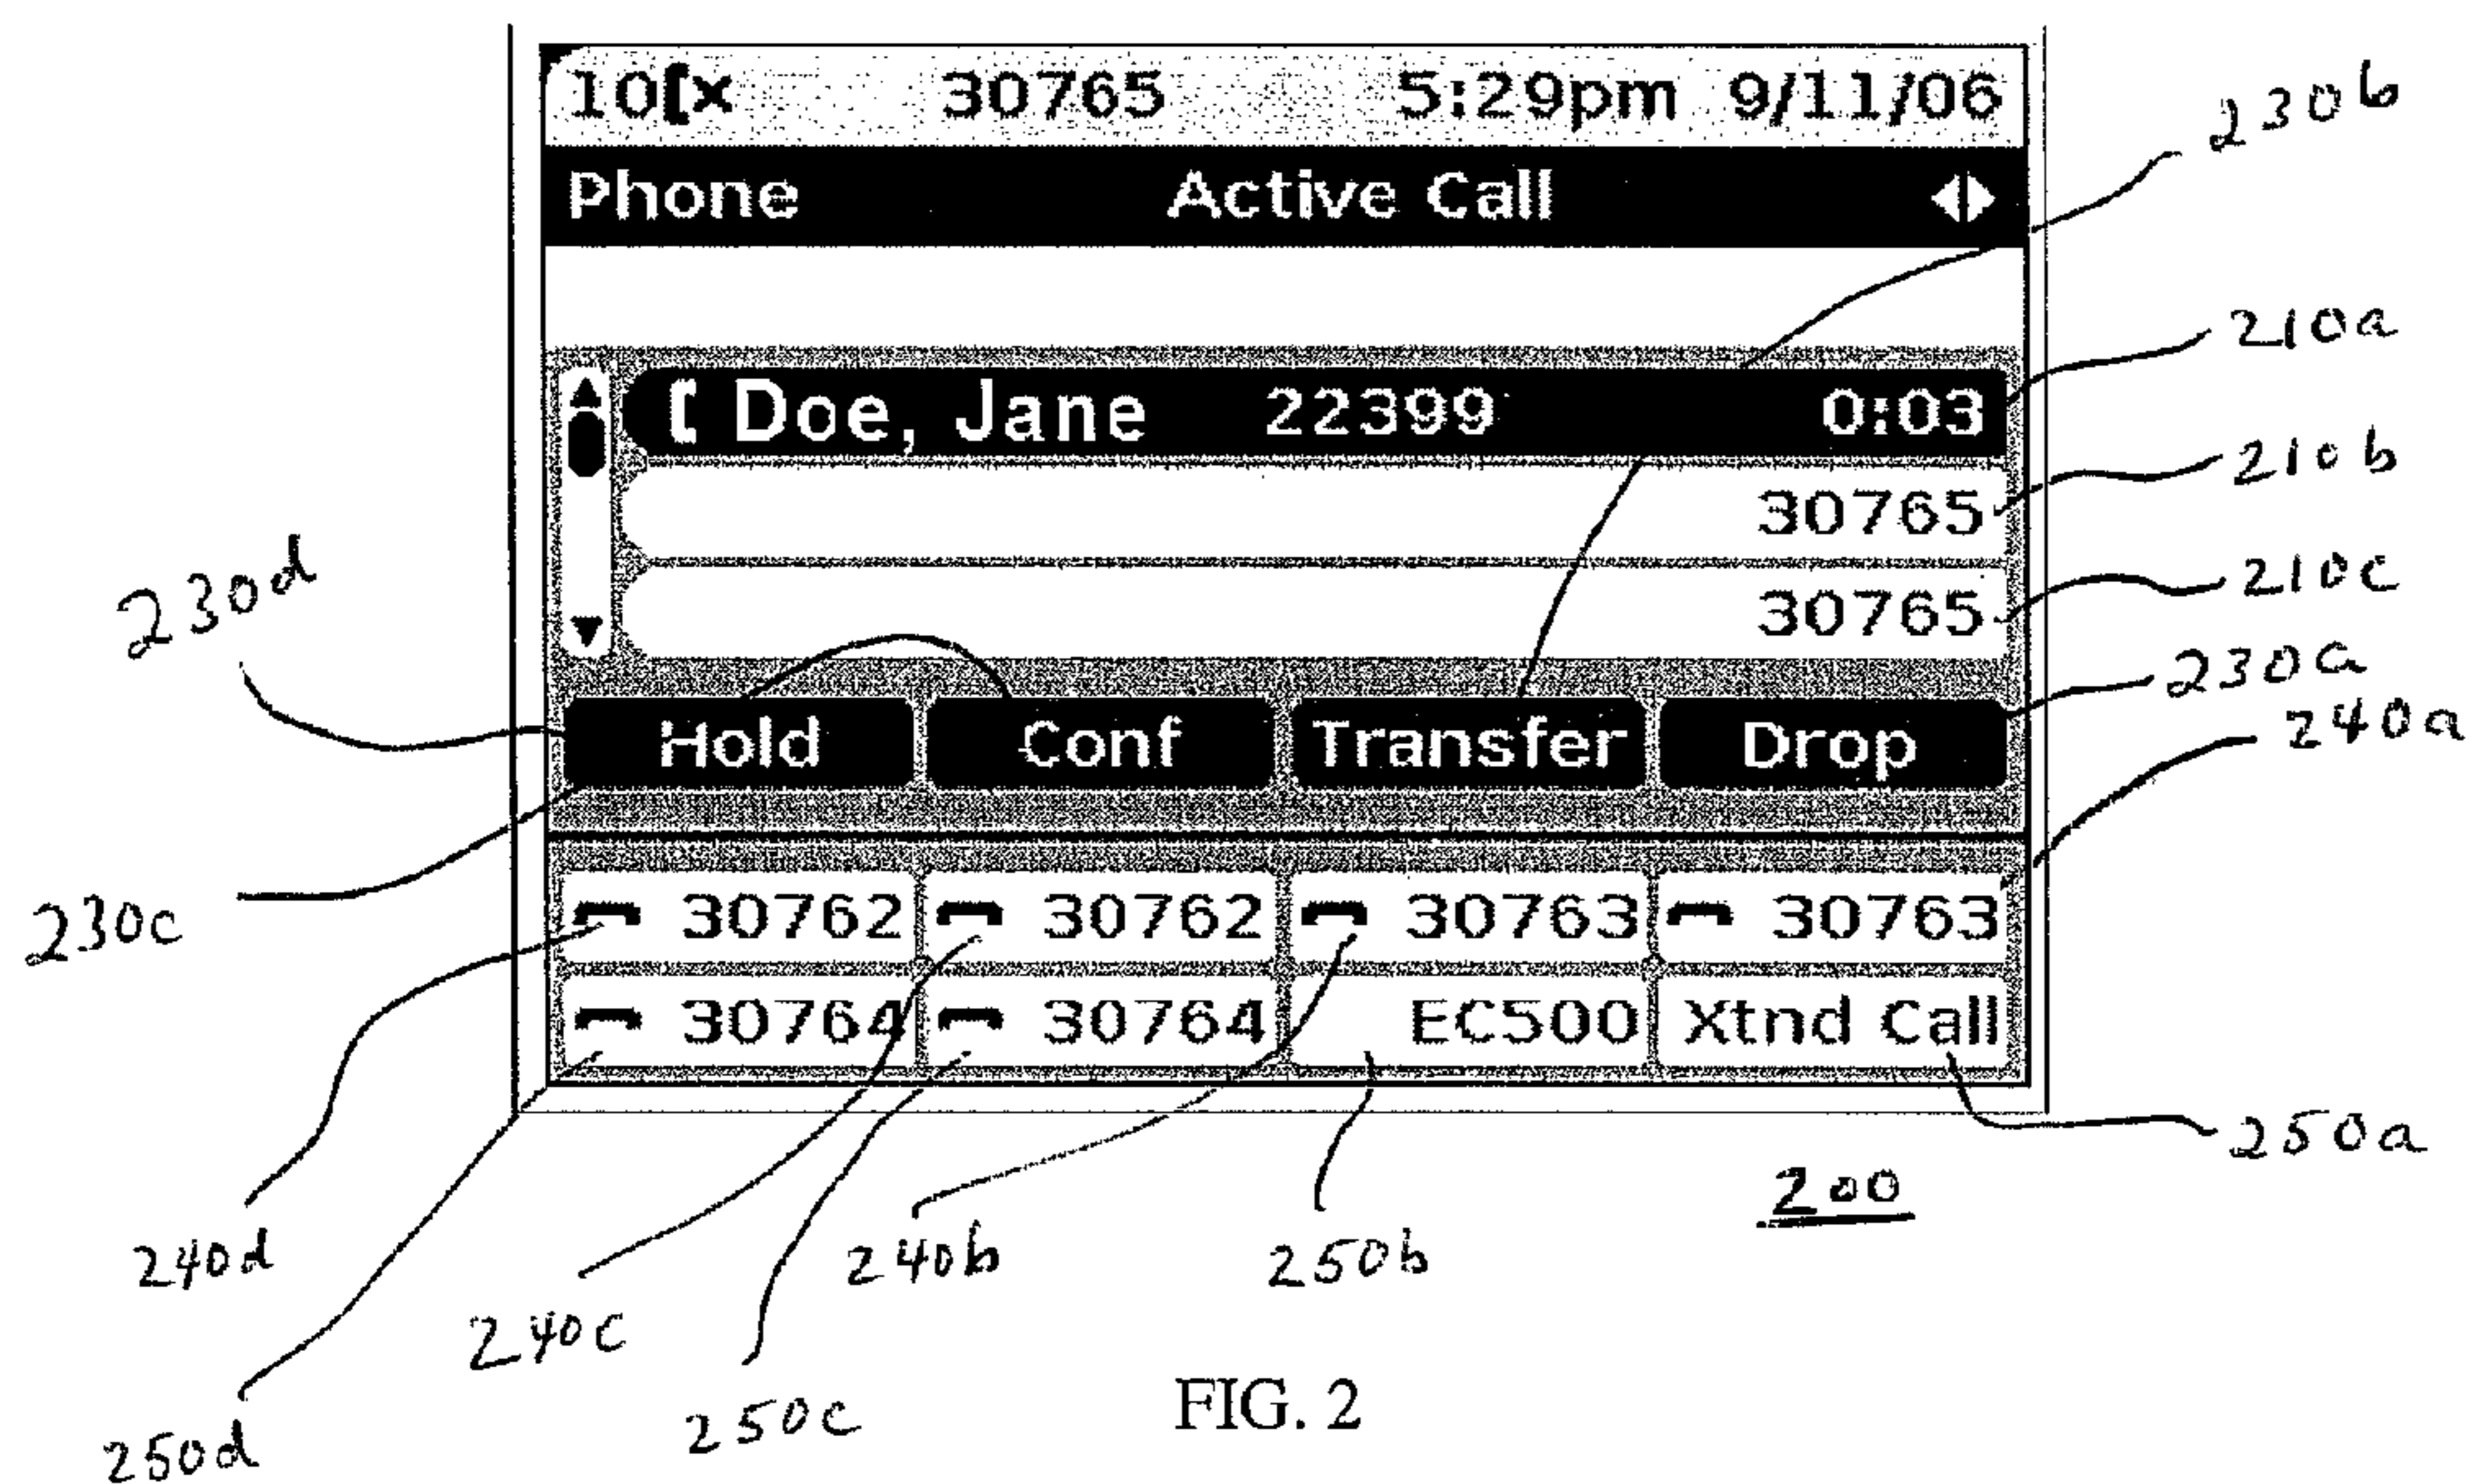 10 30765 5:29pm 9/11/06
230b
Phone Active Call
210a
Doe, Jane 22399 0:03
210b
30765
210c
30765
230d
230a
Hold Conf Transfer Drop
240a
230c
30762 30762 30763 30763
30764 30764 EC500 Xtnd Call
250a
200
240d 240c 240b 250b
250d 250c
FIG. 2